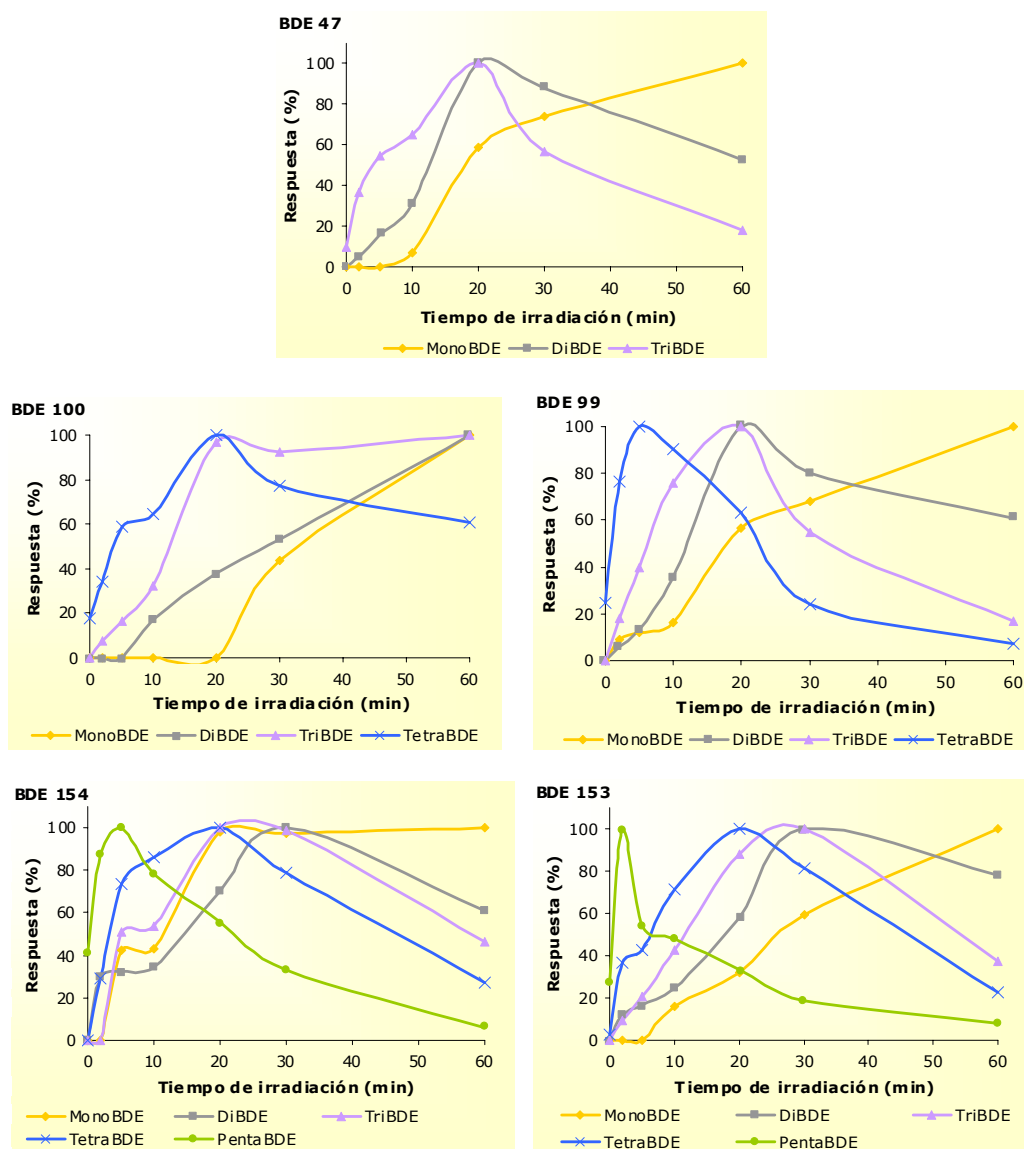 BDE 47
Respuesta (%)
100
80
60
40
20
0
0 10 20 30 40 50 60
Tiempo de irradiación (min)
MonoBDE DiBDE TriBDE
BDE 100
Respuesta (%)
100
80
60
40
20
0
0 10 20 30 40 50 60
Tiempo de irradiación (min)
MonoBDE DiBDE TriBDE TetraBDE
BDE 99
Respuesta (%)
100
80
60
40
20
0
0 10 20 30 40 50 60
Tiempo de irradiación (min)
MonoBDE DiBDE TriBDE TetraBDE
BDE 154
Respuesta (%)
100
80
60
40
20
0
0 10 20 30 40 50 60
Tiempo de irradiación (min)
MonoBDE DiBDE TriBDE
TetraBDE PentaBDE
BDE 153
Respuesta (%)
100
80
60
40
20
0
0 10 20 30 40 50 60
Tiempo de irradiación (min)
MonoBDE DiBDE TriBDE
TetraBDE PentaBDE